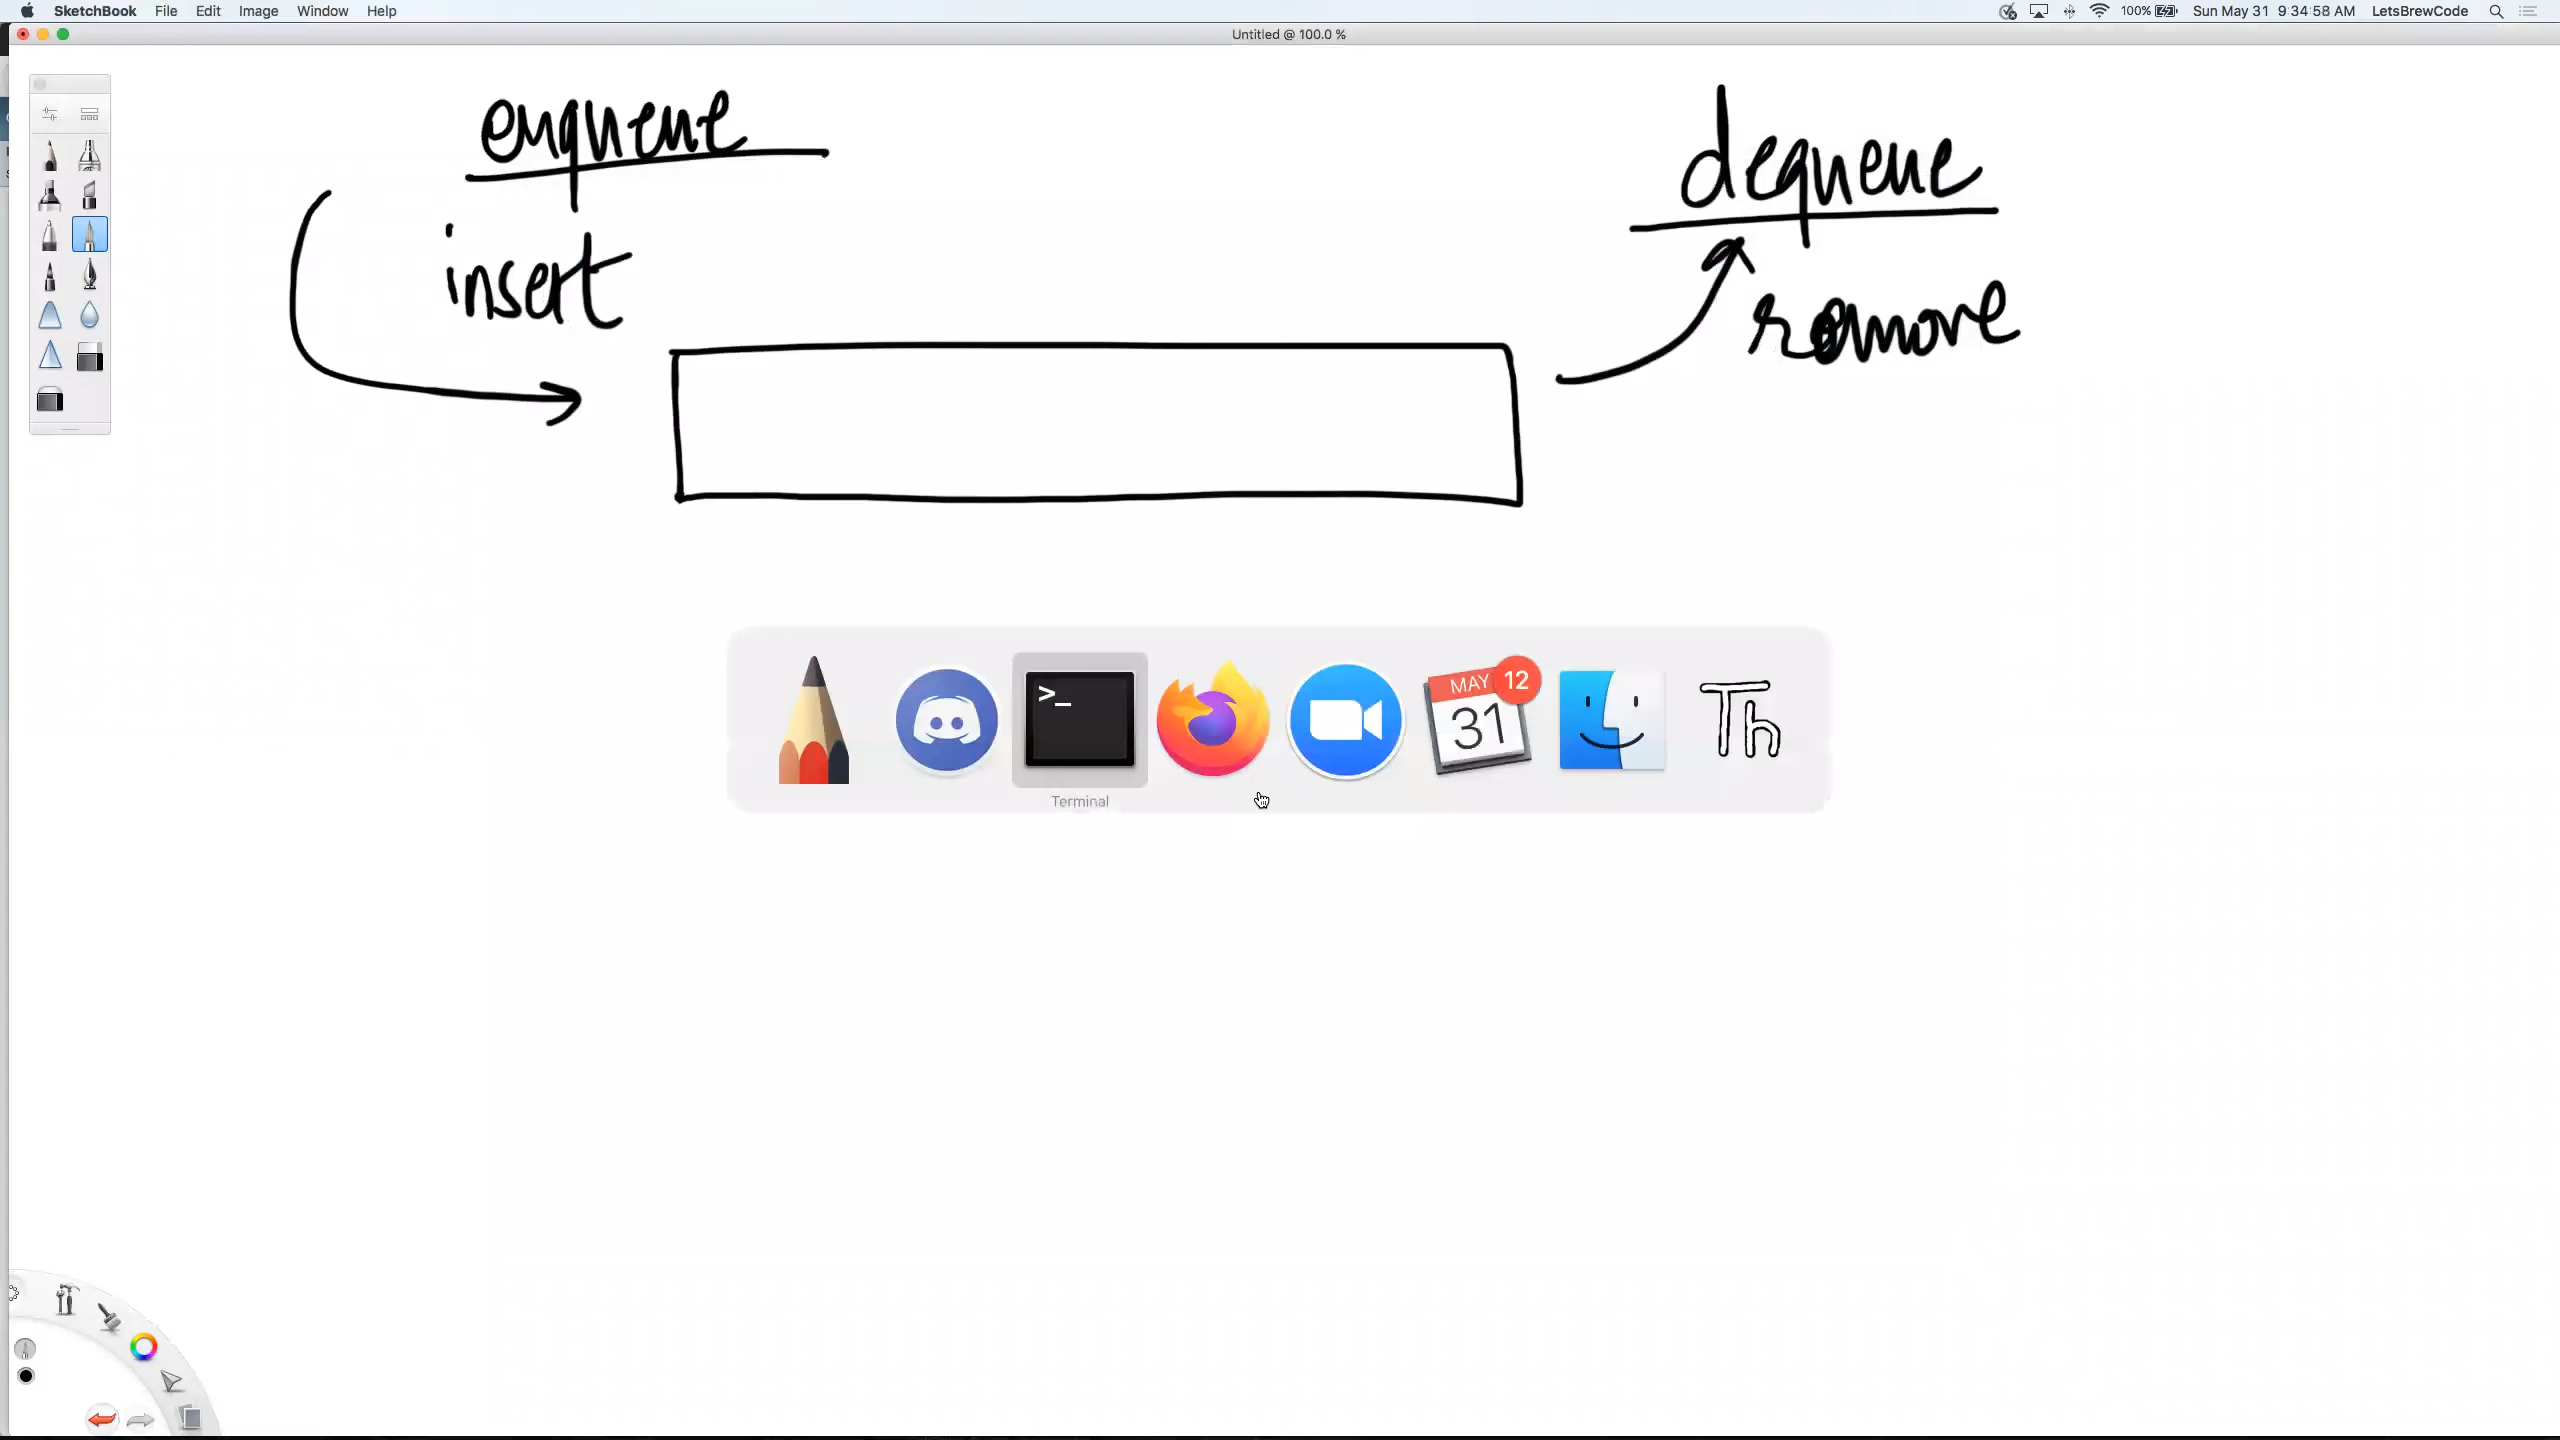 SketchBook File Edit Image Window Help 100% Sun May 31 9:34:58 AM LetsBrewCode
Untitled @ 100.0 %
enqueue
dequeue
insert
remove
>_
MAY 12
31
Th
Terminal